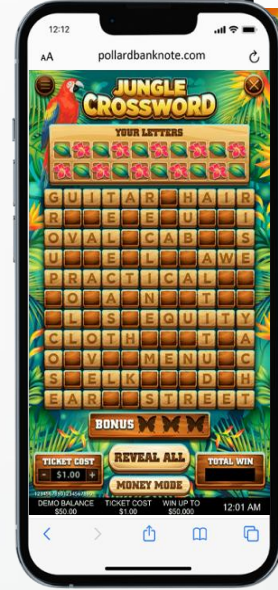 12:12
AA pollardbanknote.com
JUNGLE
CROSSWORD
YOUR LETTERS
G U I T A R H A I R
R E E U I
O V A L C A B S
U E L A W E
P R A C T I C A L
O A N T
L S E Q U I T Y
C L O T H T A
O V M E N U C
S E L K D H
E A R S T R E E T
BONUS
TICKET COST
- $1.00 +
REVEAL ALL
TOTAL WIN
MONEY MODE
DEMO BALANCE
$50.00
TICKET COST
$1.00
WIN UP TO
$50,000
12:01 AM